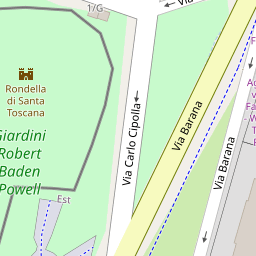 1/G
Via
Rondella
di Santa
Toscana
Giardini
Robert
Baden
Powell
Est
Via Carlo Cipolla
Via Barana
Via Barana